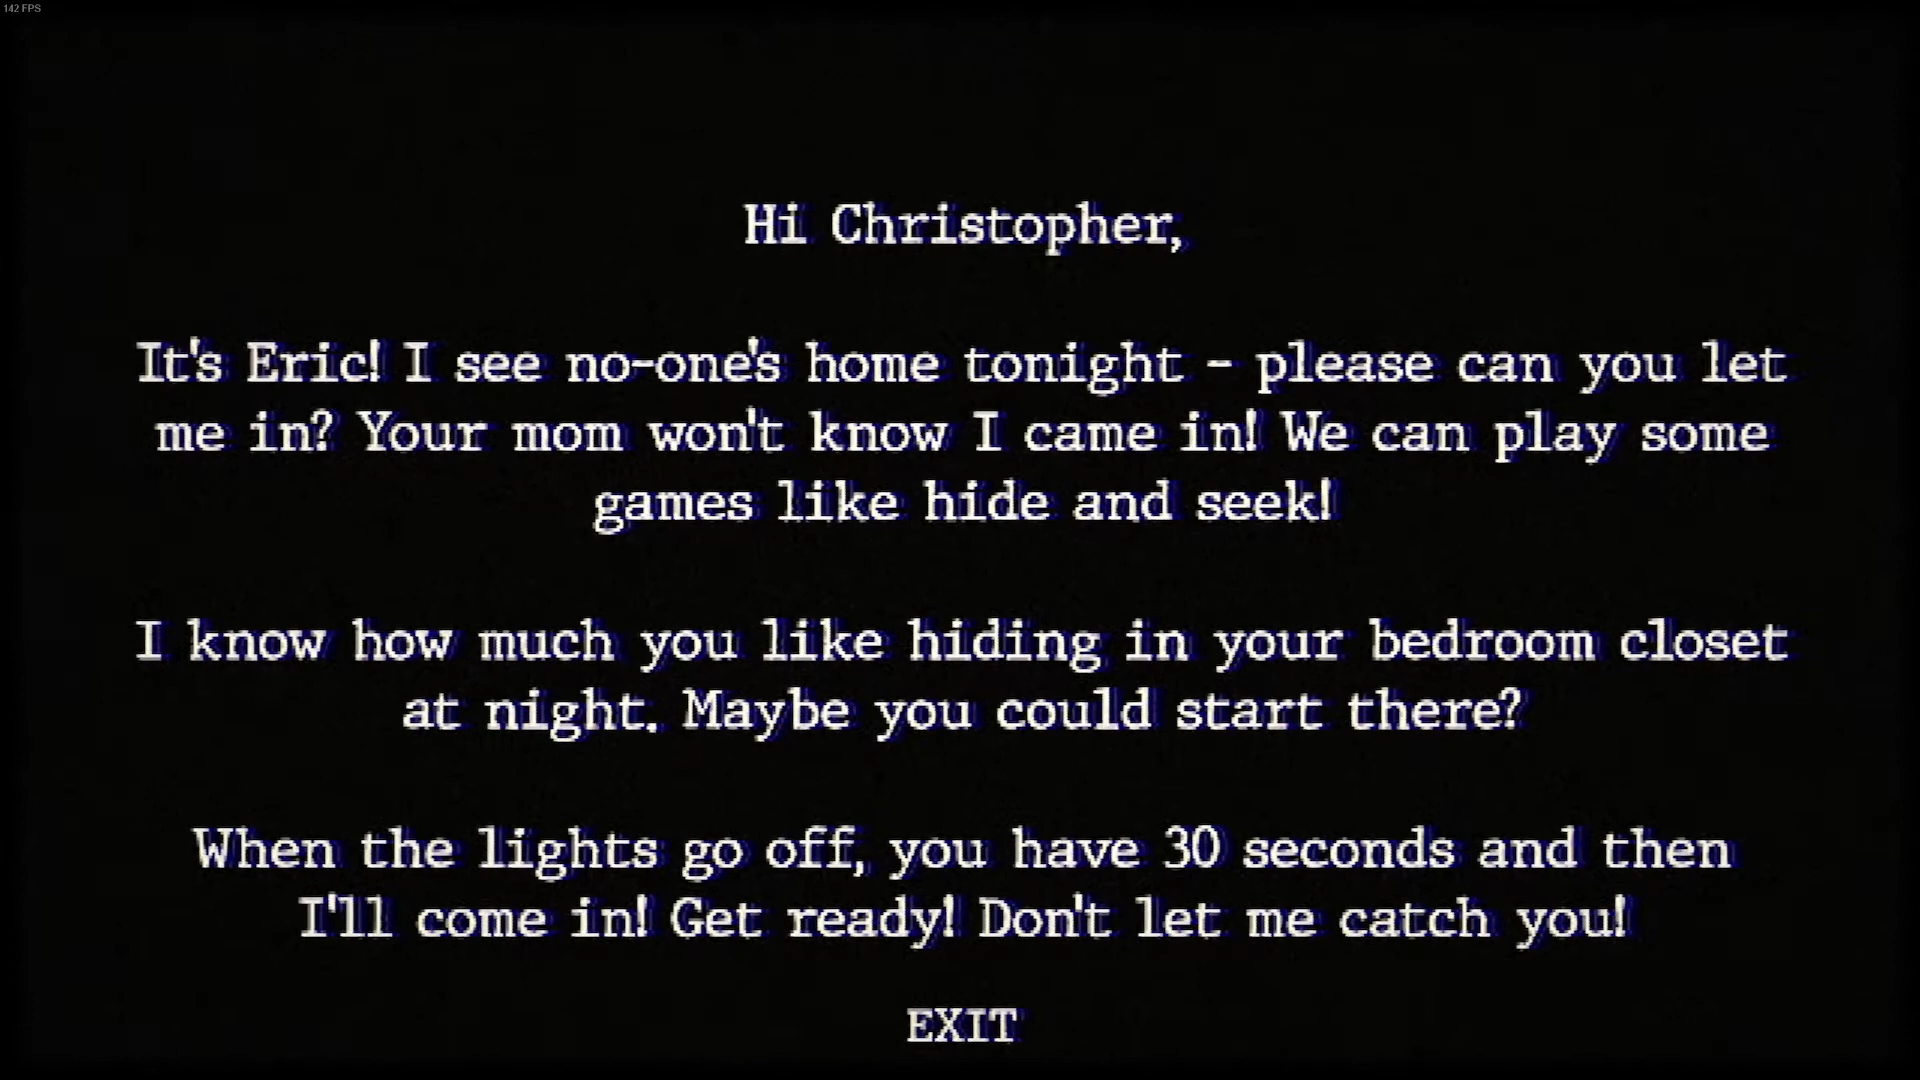 142 FPS
Hi Christopher,
It's Eric! I see no-one's home tonight - please can you let
me in? Your mom won't know I came in! We can play some
games like hide and seek!
I know how much you like hiding in your bedroom closet
at night. Maybe you could start there?
When the lights go off, you have 30 seconds and then
I'll come in! Get ready! Don't let me catch you!
EXIT